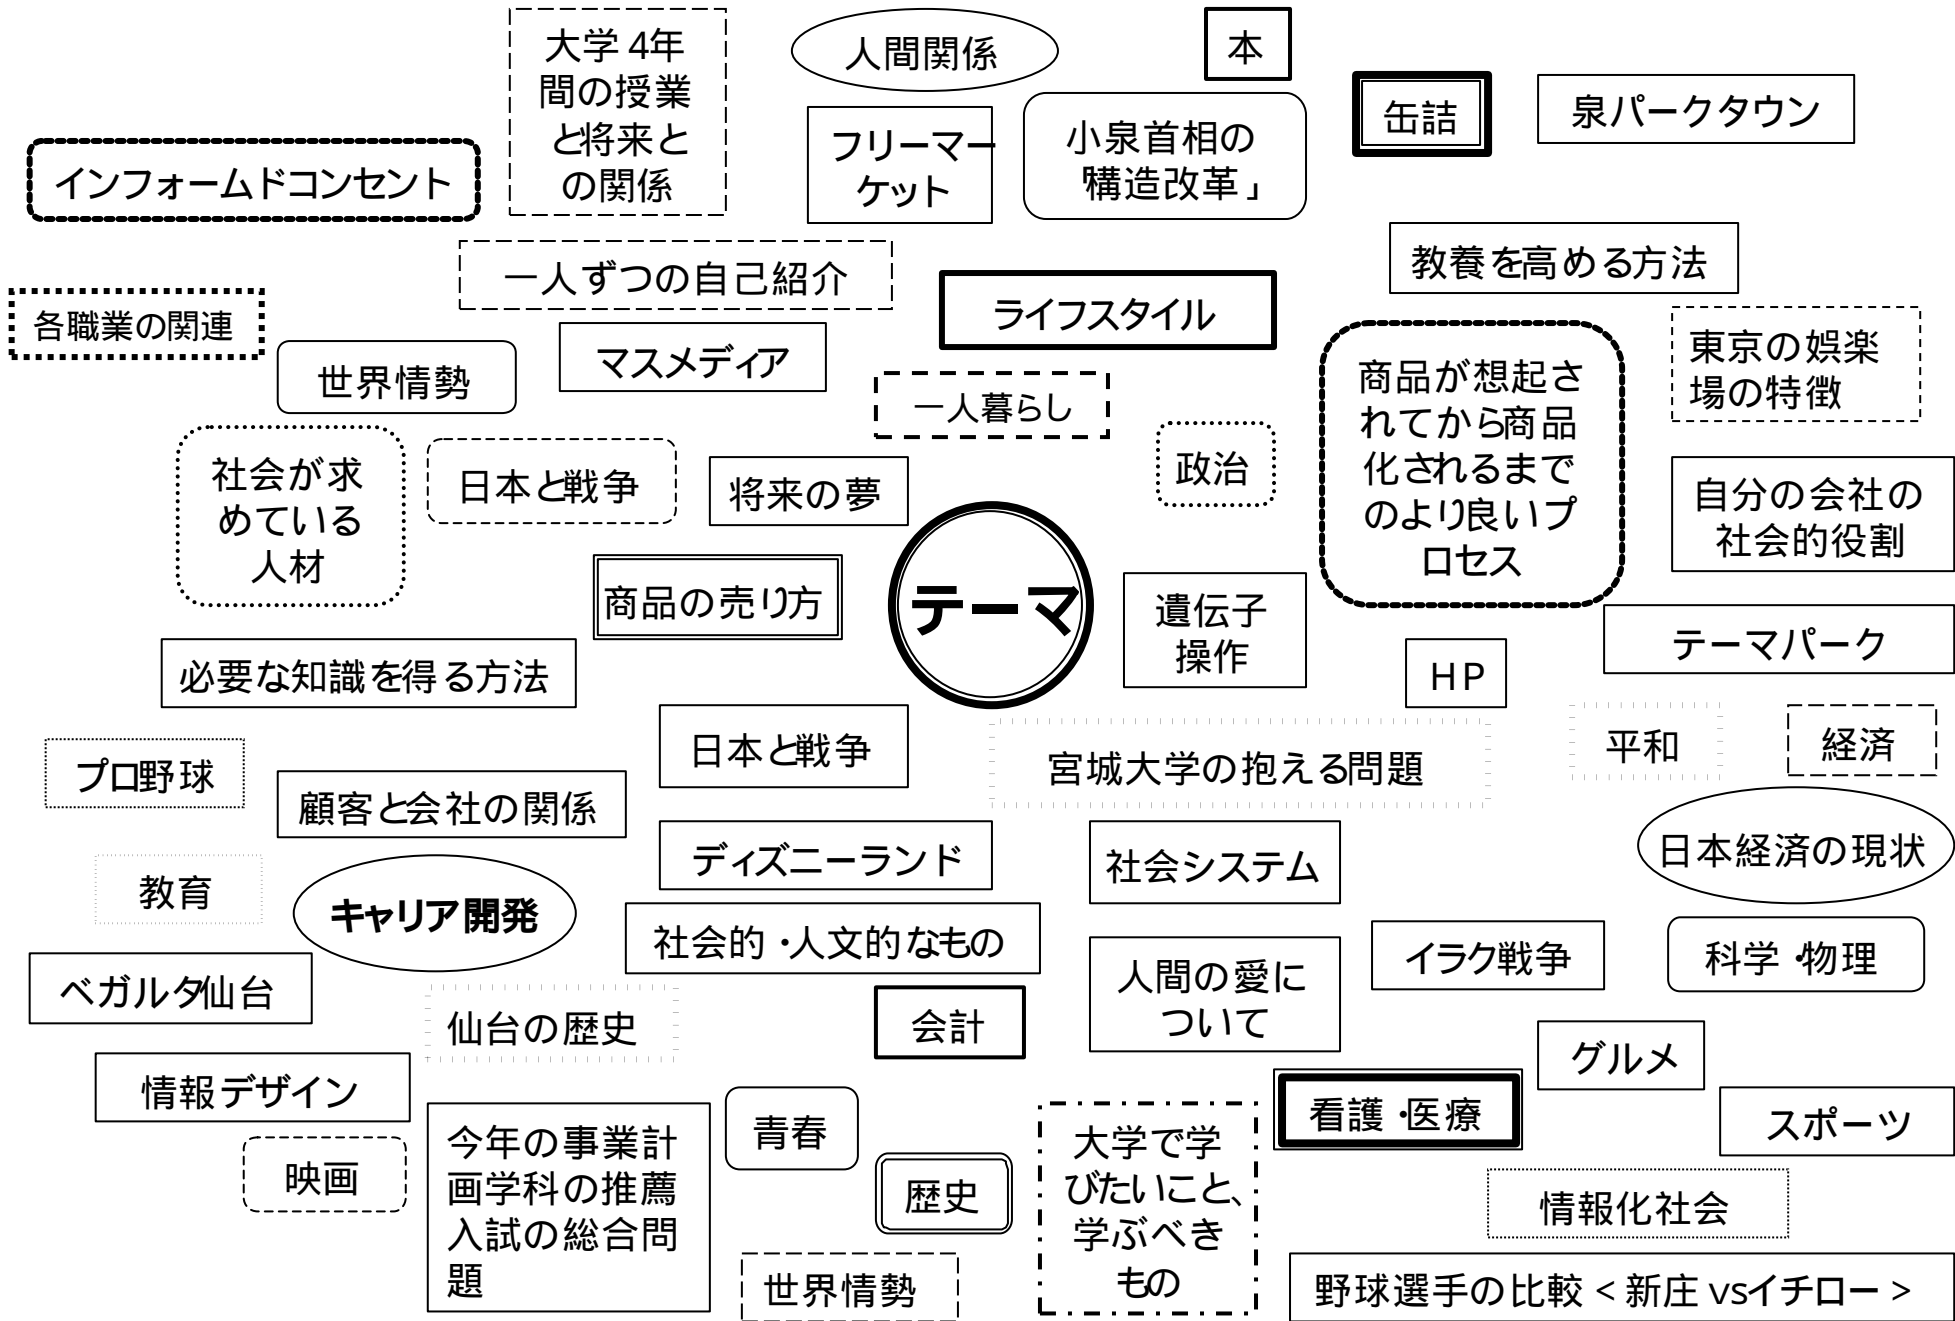 大学 4年
間の授業
と将来と
の関係
人間関係
本
缶詰
泉パークタウン
フリーマー
ケット
小泉首相の
「構造改革」
インフォームドコンセント
教養を高める方法
一人ずつの自己紹介
ライフスタイル
各職業の関連
マスメディア
世界情勢
東京の娯楽
場の特徴
商品が想起さ
れてから商品
化されるまで
のより良いプ
ロセス
一人暮らし
政治
社会が求
めている
人材
日本と戦争
将来の夢
自分の会社の
社会的役割
商品の売り方
テーマ
遺伝子
操作
テーマパーク
必要な知識を得る方法
HP
日本と戦争
宮城大学の抱える問題
平和
経済
プロ野球
顧客と会社の関係
ディズニーランド
社会システム
日本経済の現状
教育
キャリア開発
社会的・人文的なもの
人間の愛に
ついて
イラク戦争
科学・物理
ベガルタ仙台
仙台の歴史
会計
グルメ
情報デザイン
看護・医療
スポーツ
今年の事業計
画学科の推薦
入試の総合問
題
青春
大学で学
びたいこと、
学ぶべき
もの
映画
歴史
情報化社会
世界情勢
野球選手の比較 < 新庄 vsイチロー >